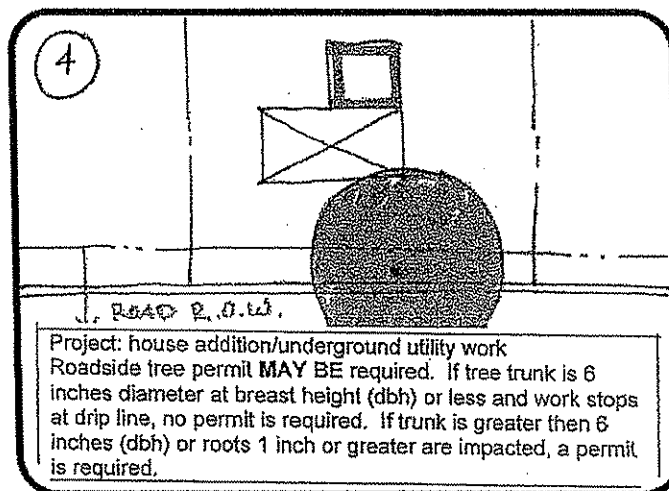 4
ROAD R.O.W.
Project: house addition/underground utility work
Roadside tree permit MAY BE required. If tree trunk is 6
inches diameter at breast height (dbh) or less and work stops
at drip line, no permit is required. If trunk is greater then 6
inches (dbh) or roots 1 inch or greater are impacted, a permit
is required.